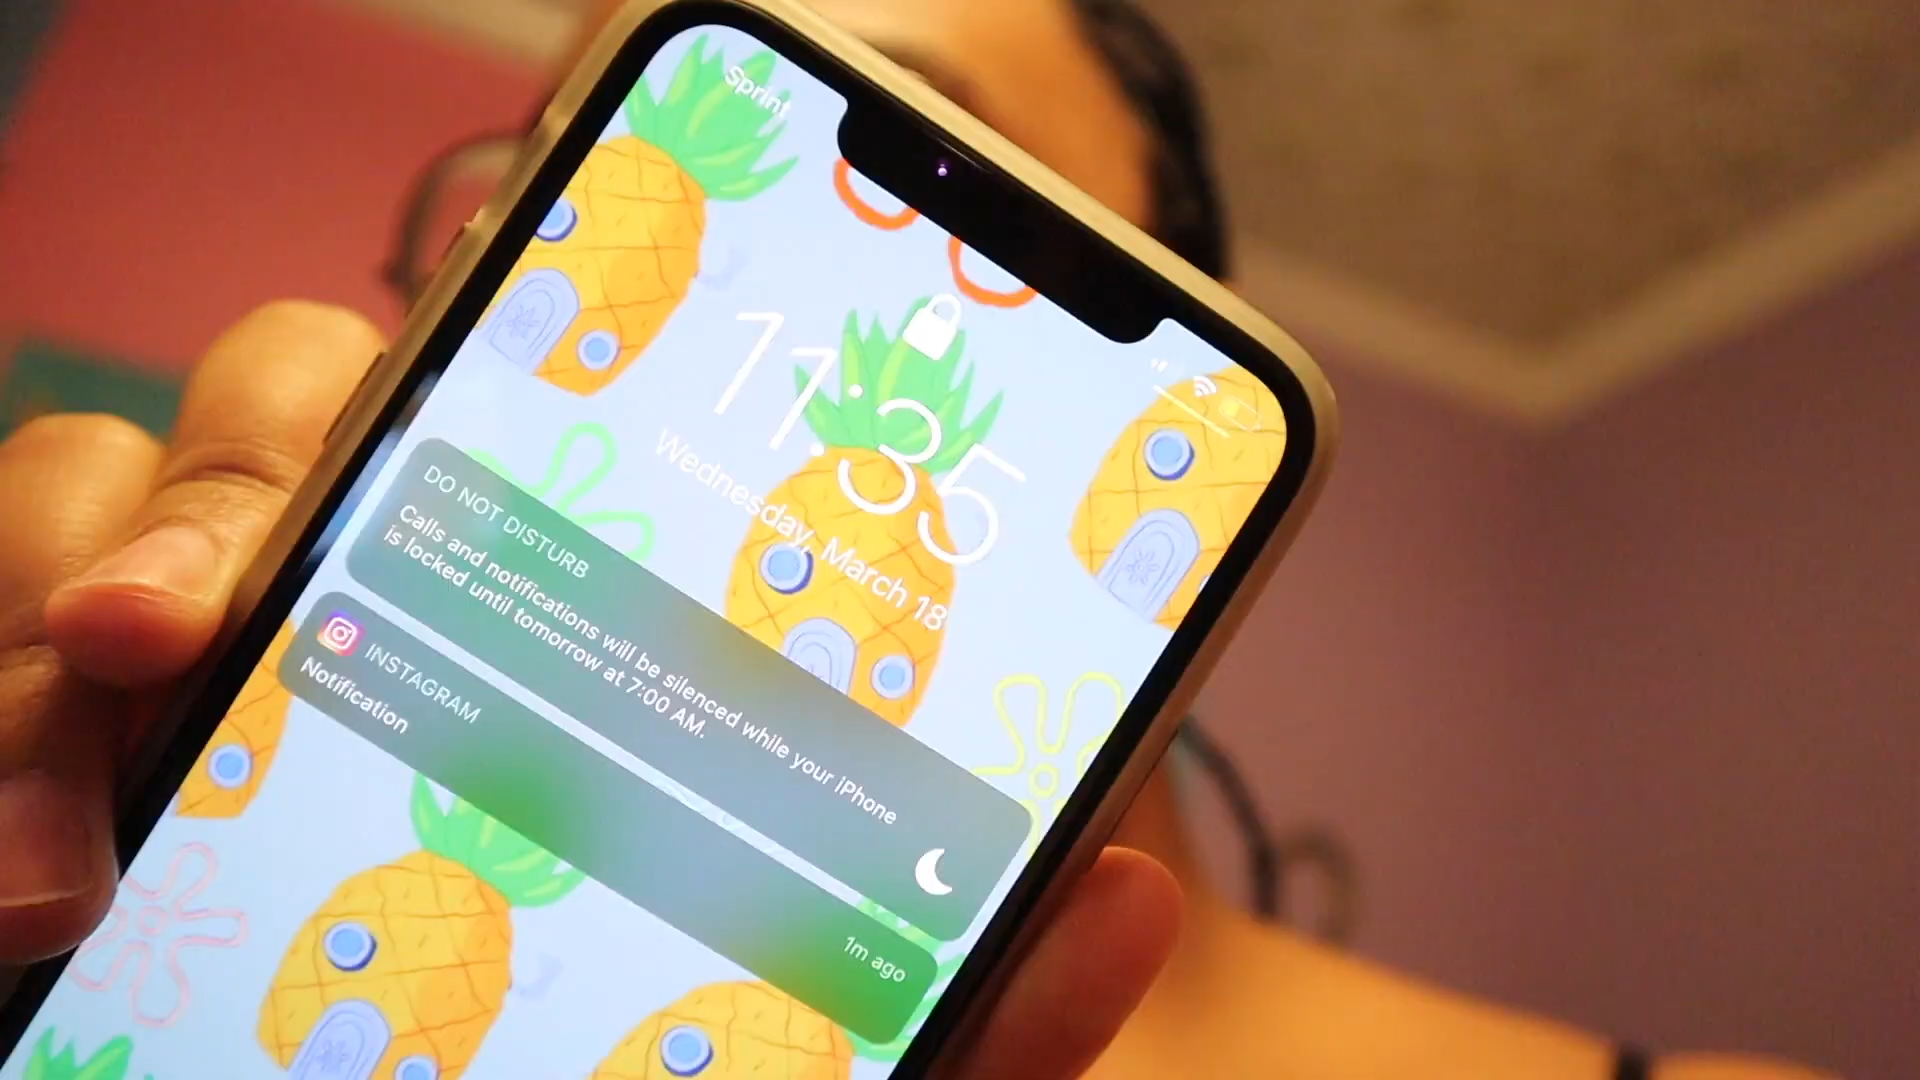 Sprint
11:35
Wednesday, March 18
DO NOT DISTURB
Calls and notifications will be silenced while your iPhone
is locked until tomorrow at 7:00 AM.
INSTAGRAM
1m ago
Notification